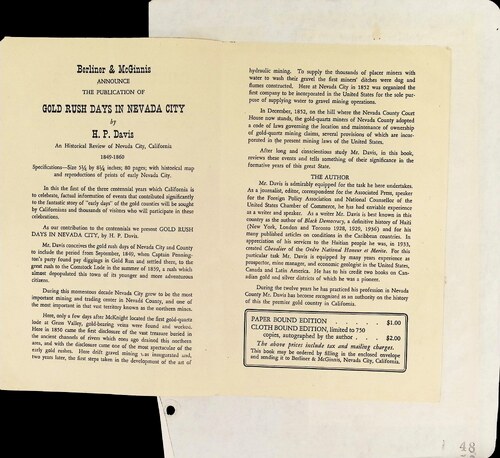 Berliner & McGinnis
ANNOUNCE
THE PUBLICATION OF
GOLD RUSH DAYS IN NEVADA CITY
by
H. P. Davis
An Historical Review of Nevada City, California
1849-1860
Specifications—Size 5½ by 8½ inches; 80 pages; with historical map
and reproductions of prints of early Nevada City.
In this the first of the three centennial years which California is
to celebrate, factual information of events that contributed significantly
to the fantastic story of "early days" of the gold counties will be sought
by Californians and thousands of visitors who will participate in these
celebrations.
As our contribution to the centennials we present GOLD RUSH
DAYS IN NEVADA CITY, by H. P. Davis.
Mr. Davis conceives the gold rush days of Nevada City and County
to include the period from September, 1849, when Captain Penning-
ton's party found pay diggings in Gold Run and settled there, to the
great rush to the Comstock Lode in the summer of 1859, a rush which
almost depopulated this town of its younger and more adventurous
citizens.
During this momentous decade Nevada City grew to be the most
important mining and trading center in Nevada County, and one of
the most important in that vast territory known as the northern mines.
Here, only a few days after McKnight located the first gold-quartz
lode at Grass Valley, gold-bearing veins were found and worked.
Here in 1850 came the first disclosure of the vast treasure buried in
the ancient channels of rivers which eons ago drained this northern
area, and with the disclosure came one of the most spectacular of the
early gold rushes. Here drift gravel mining was inaugurated and,
two years later, the first steps taken in the development of the art of
hydraulic mining. To supply the thousands of placer miners with
water to wash their gravel the first miners' ditches were dug and
flumes constructed. Here at Nevada City in 1852 was organized the
first company to be incorporated in the United States for the sole pur-
pose of supplying water to gravel mining operations.
In December, 1852, on the hill where the Nevada County Court
House now stands, the gold-quartz miners of Nevada County adopted
a code of laws governing the location and maintenance of ownership
of gold-quartz mining claims, several provisions of which are incor-
porated in the present mining laws of the United States.
After long and conscientious study Mr. Davis, in this book,
reviews these events and tells something of their significance in the
formative years of this great State.
THE AUTHOR
Mr. Davis is admirably equipped for the task he undertakes.
As a journalist, editor, correspondent for the Associated Press, speaker
for the Foreign Policy Association and National Counsellor of the
United States Chamber of Commerce, he has had enviable experience
as a writer and speaker. As a writer Mr. Davis is best known in this
country as the author of Black Democracy, a definitive history of Haiti
(New York, London and Toronto 1928, 1929, 1936) and for his
many published articles on conditions in the Caribbean countries. In
appreciation of his services to the Haitian people he was, in 1933,
created Chevalier of the Ordre National Honneur et Merite. For this
particular task Mr. Davis is equipped by many years experience as
prospector, mine manager, and economic geologist in the United States,
Canada and Latin America. He has to his credit two books on Can-
adian gold and silver districts of which he was a pioneer.
During the twelve years he has practiced his profession in Nevada
County Mr. Davis has become recognized as an authority on the history
of this the premier gold country in California.
PAPER BOUND EDITION . . . . . . $1.00
CLOTH BOUND EDITION, limited to 750
copies, autographed by the author . . . $2.00
The above prices include tax and mailing charges.
This book may be ordered by filling in the enclosed envelope
and sending it to Berliner & McGinnis, Nevada City, California.
48